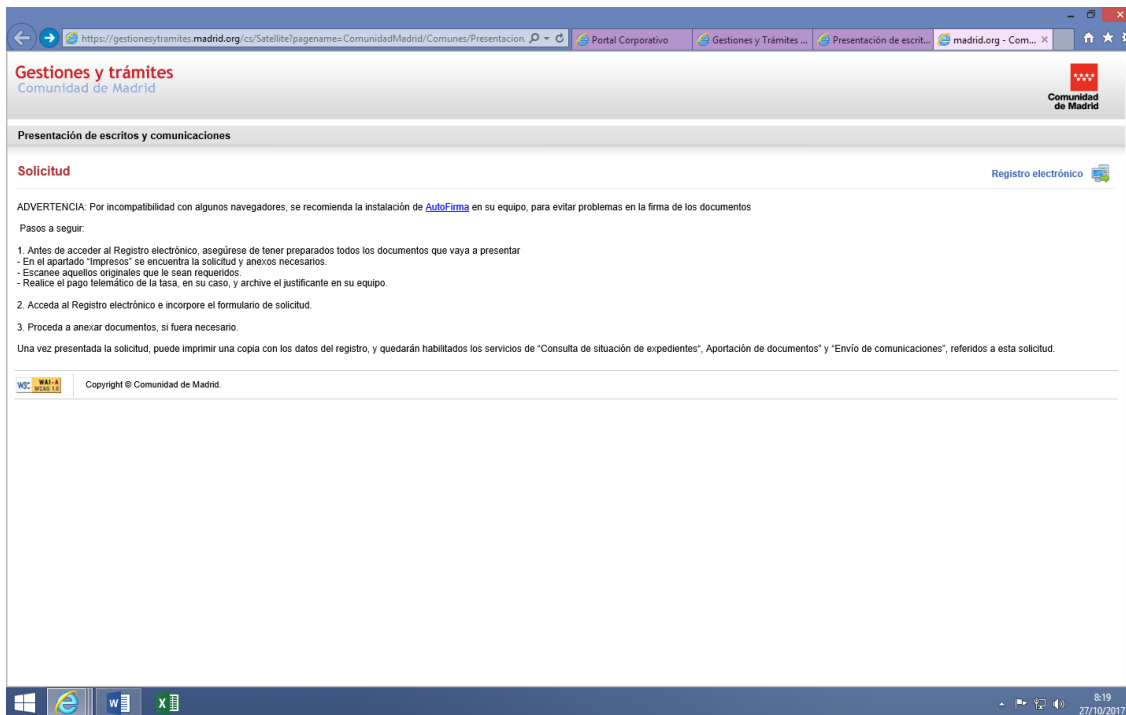 https://gestionesytramites.madrid.org/cs/Satellite?pagename=ComunidadMadrid/Comunes/Presentacion
Portal Corporativo
Gestiones y Trámites ...
Presentación de escrit...
madrid.org - Com...
Gestiones y trámites
Comunidad de Madrid
Comunidad
de Madrid
Presentación de escritos y comunicaciones
Solicitud
Registro electrónico
ADVERTENCIA: Por incompatibilidad con algunos navegadores, se recomienda la instalación de AutoFirma en su equipo, para evitar problemas en la firma de los documentos
Pasos a seguir:
1. Antes de acceder al Registro electrónico, asegúrese de tener preparados todos los documentos que vaya a presentar
- En el apartado “Impresos” se encuentra la solicitud y anexos necesarios.
- Escanee aquellos originales que le sean requeridos.
- Realice el pago telemático de la tasa, en su caso, y archive el justificante en su equipo.
2. Acceda al Registro electrónico e incorpore el formulario de solicitud.
3. Proceda a anexar documentos, si fuera necesario.
Una vez presentada la solicitud, puede imprimir una copia con los datos del registro, y quedarán habilitados los servicios de “Consulta de situación de expedientes“, Aportación de documentos” y “Envío de comunicaciones”, referidos a esta solicitud.
W3C WAI-A
WCAG 1.0
Copyright © Comunidad de Madrid.
8:19
27/10/2017